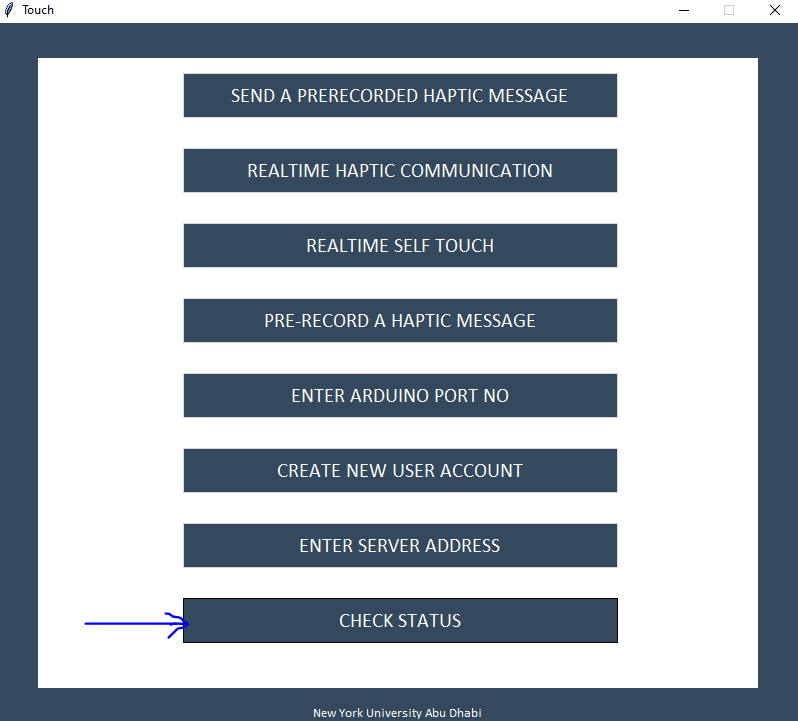 Touch
SEND A PRERECORDED HAPTIC MESSAGE
REALTIME HAPTIC COMMUNICATION
REALTIME SELF TOUCH
PRE-RECORD A HAPTIC MESSAGE
ENTER ARDUINO PORT NO
CREATE NEW USER ACCOUNT
ENTER SERVER ADDRESS
CHECK STATUS
New York University Abu Dhabi